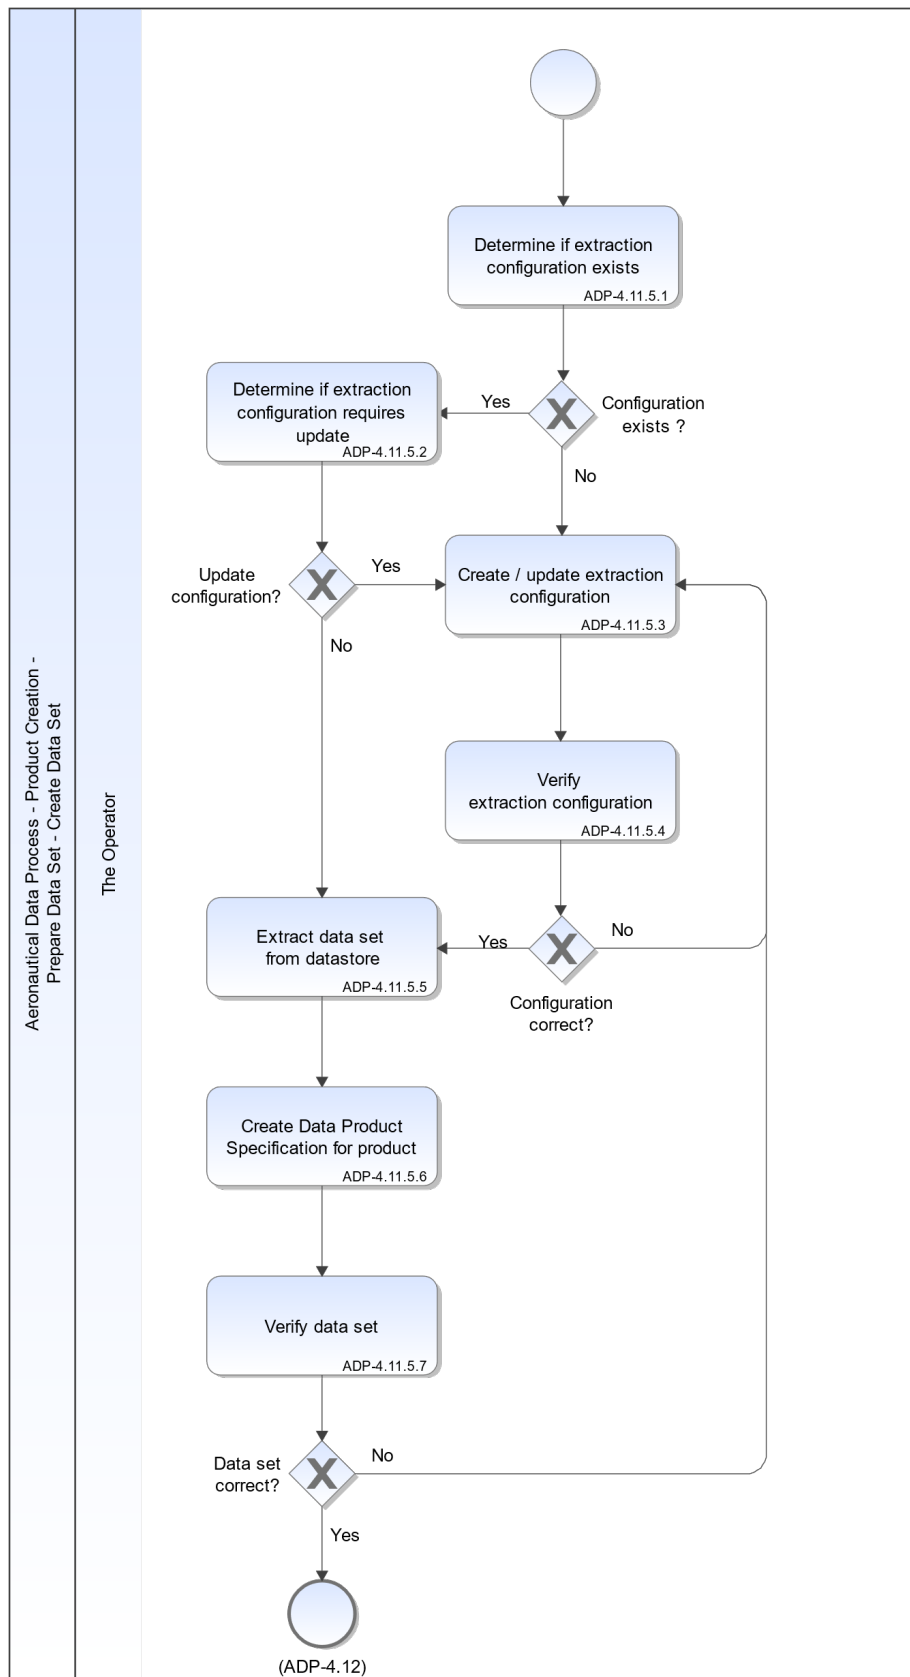 Aeronautical Data Process - Product Creation -
Prepare Data Set - Create Data Set
The Operator
Determine if extraction
configuration exists
ADP-4.11.5.1
Configuration
exists ?
Yes
No
Determine if extraction
configuration requires
update
ADP-4.11.5.2
Update
configuration?
Yes
No
Create / update extraction
configuration
ADP-4.11.5.3
Verify
extraction configuration
ADP-4.11.5.4
Configuration
correct?
Yes
No
Extract data set
from datastore
ADP-4.11.5.5
Create Data Product
Specification for product
ADP-4.11.5.6
Verify data set
ADP-4.11.5.7
Data set
correct?
No
Yes
(ADP-4.12)